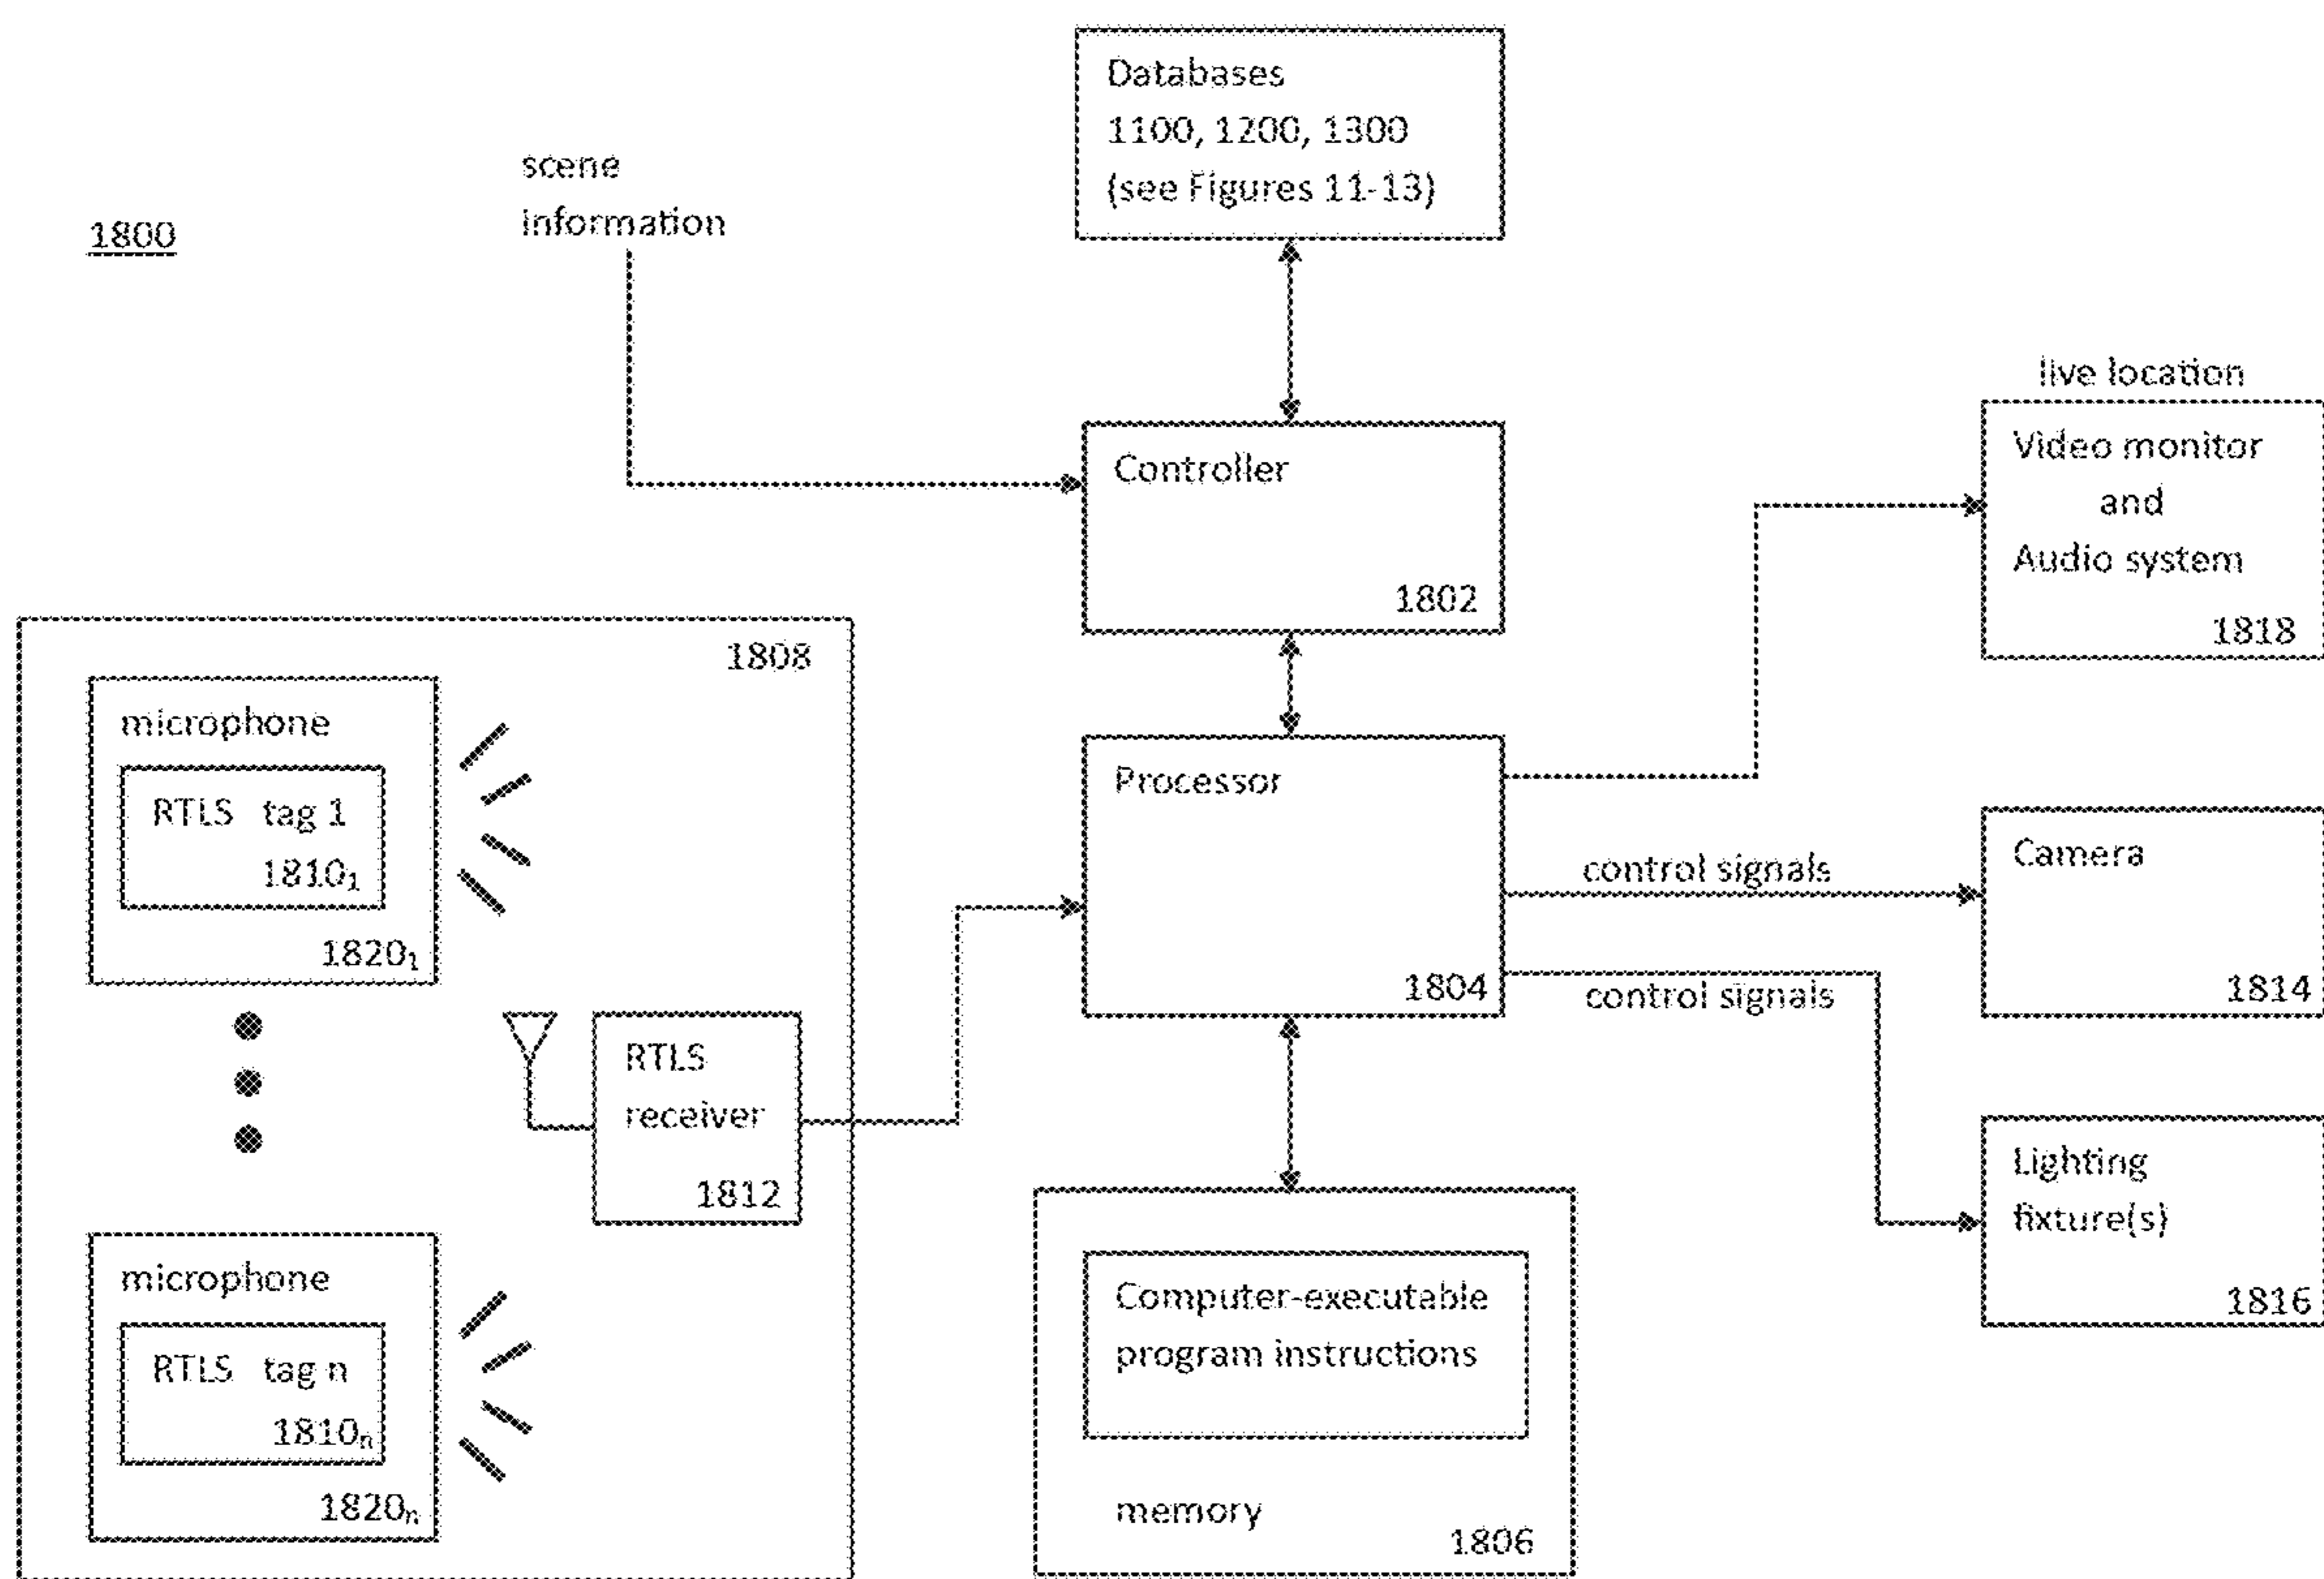 1800
scene
information
Databases
1100, 1200, 1300
(see Figures 11-13)
Controller
1802
live location
Video monitor
and
Audio system
1818
1808
microphone
RTLS tag 1
1810₁
1820₁
RTLS
receiver
1812
microphone
RTLS tag n
1810ₙ
1820ₙ
Processor
1804
control signals
control signals
Camera
1814
Lighting
fixture(s)
1816
Computer-executable
program instructions
memory
1806